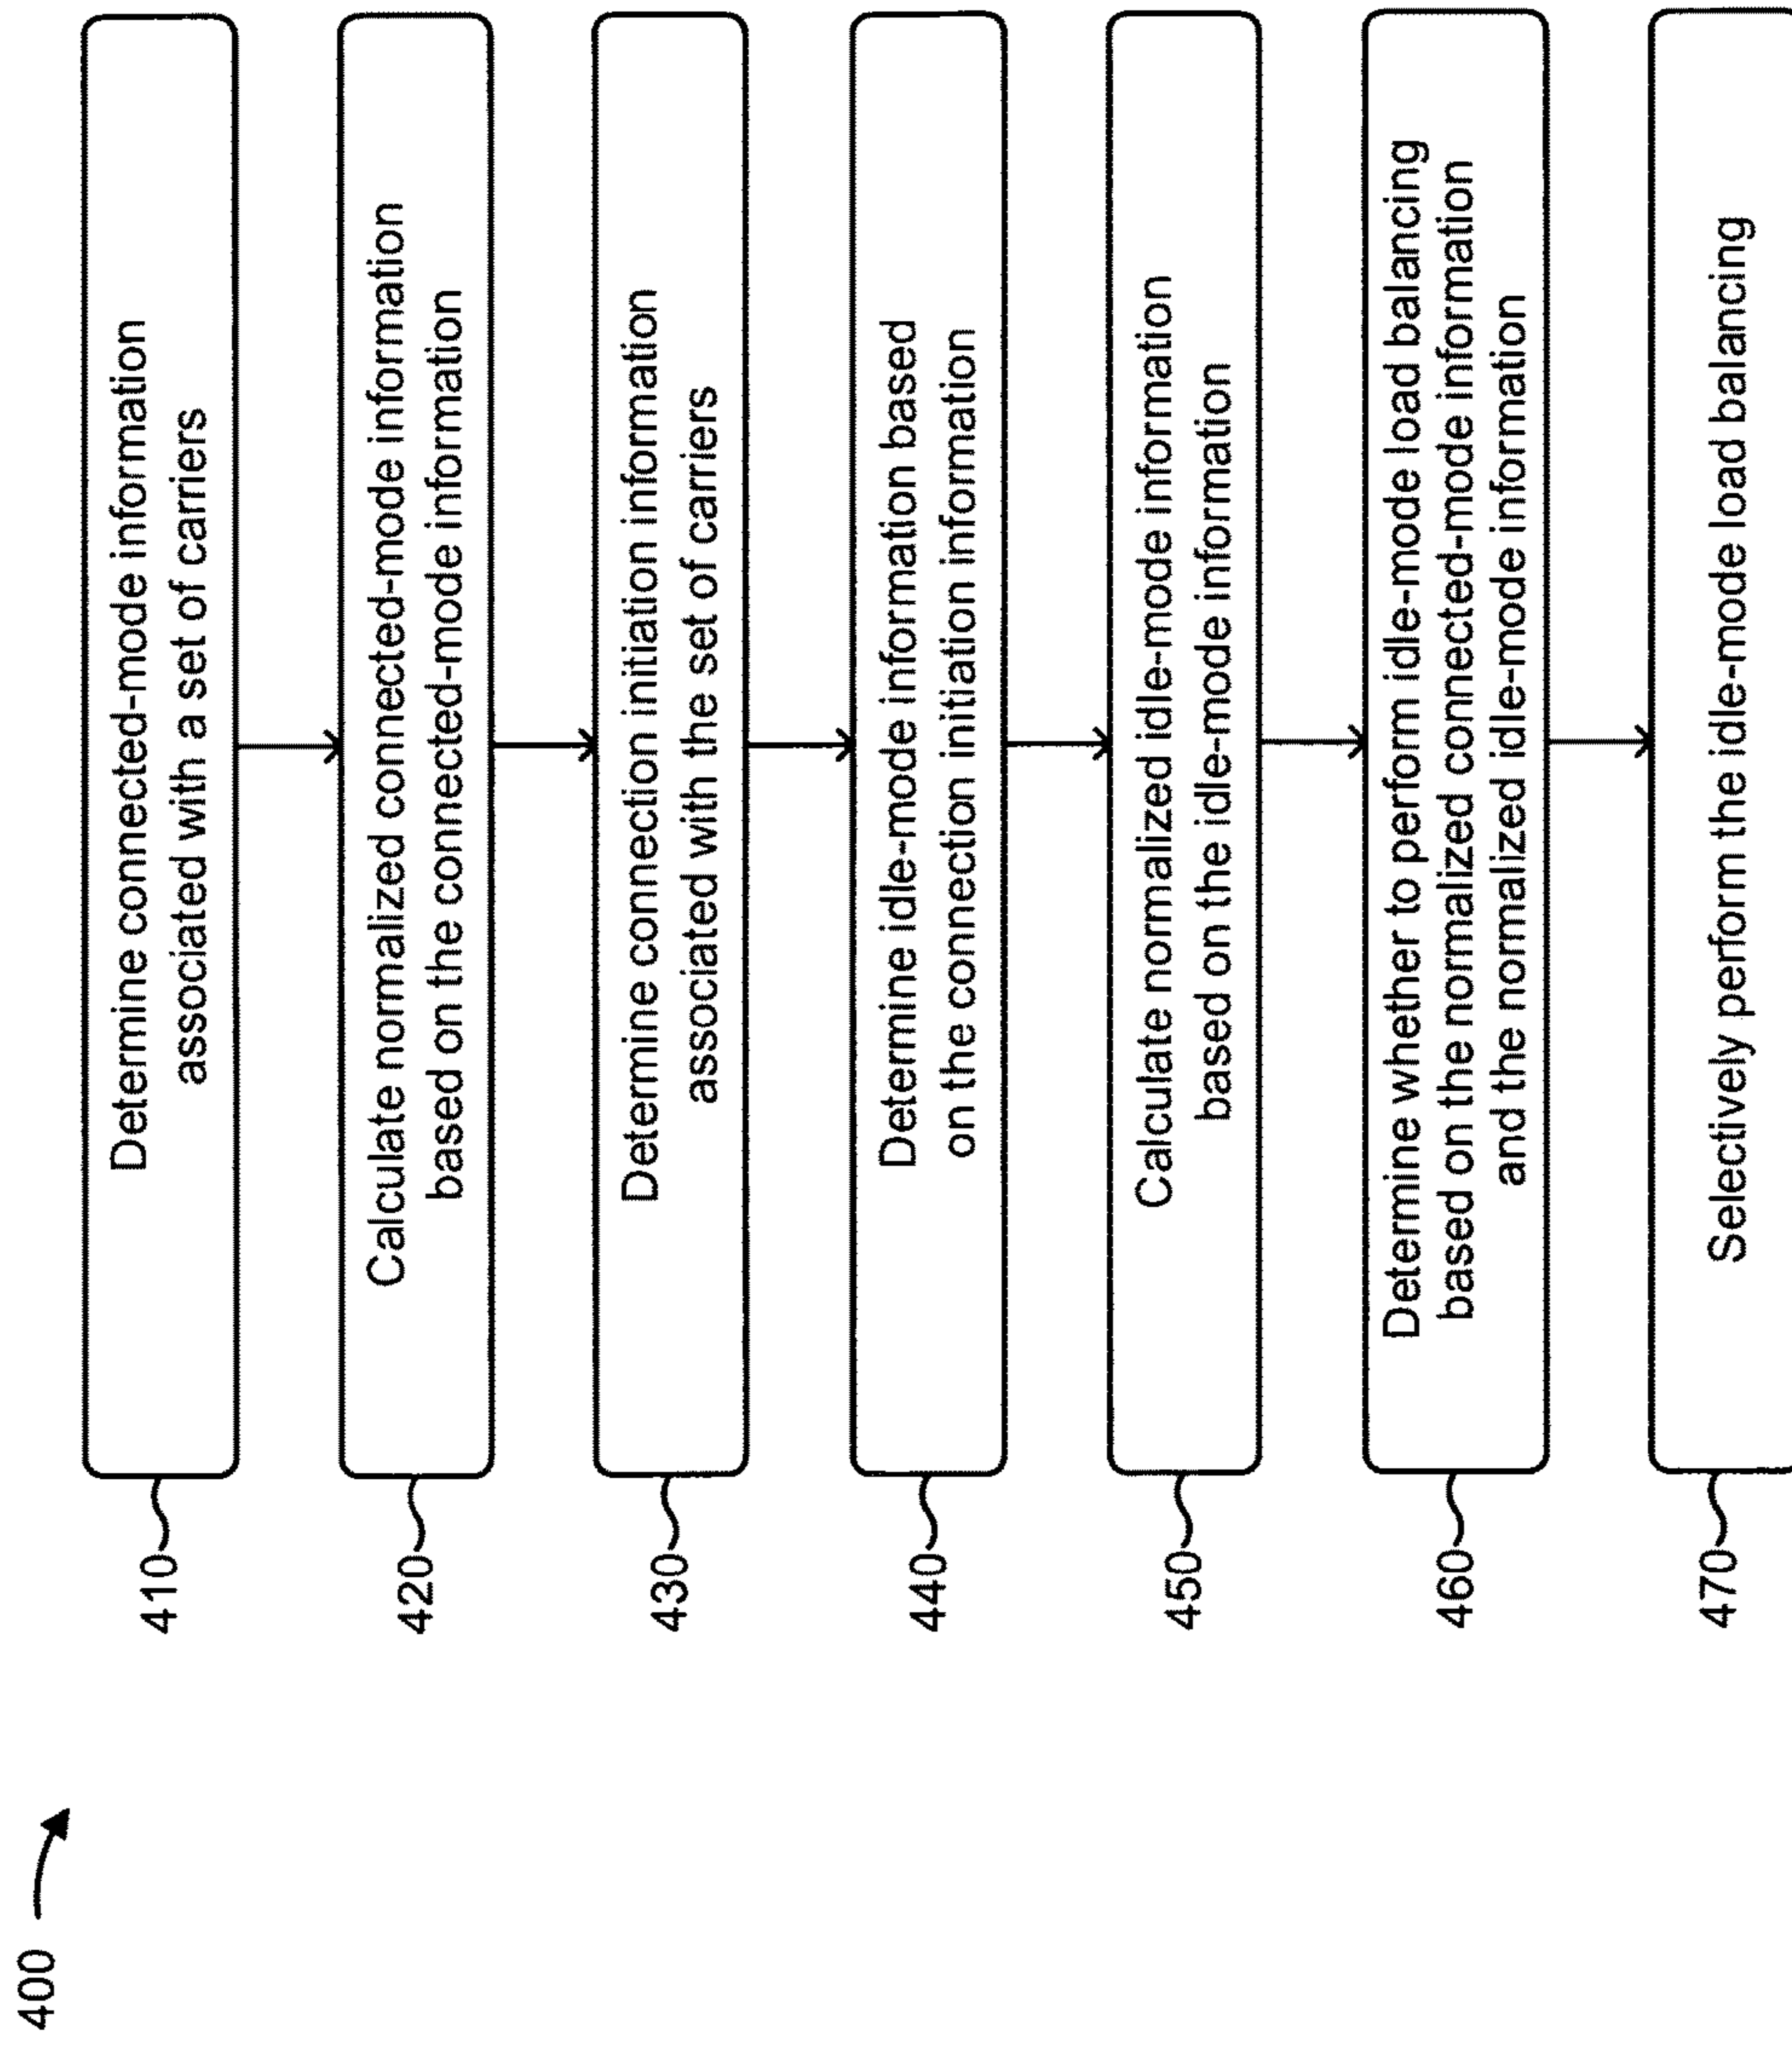 400
410
Determine connected-mode information
associated with a set of carriers
420
Calculate normalized connected-mode information
based on the connected-mode information
430
Determine connection initiation information
associated with the set of carriers
440
Determine idle-mode information based
on the connection initiation information
450
Calculate normalized idle-mode information
based on the idle-mode information
460
Determine whether to perform idle-mode load balancing
based on the normalized connected-mode information
and the normalized idle-mode information
470
Selectively perform the idle-mode load balancing